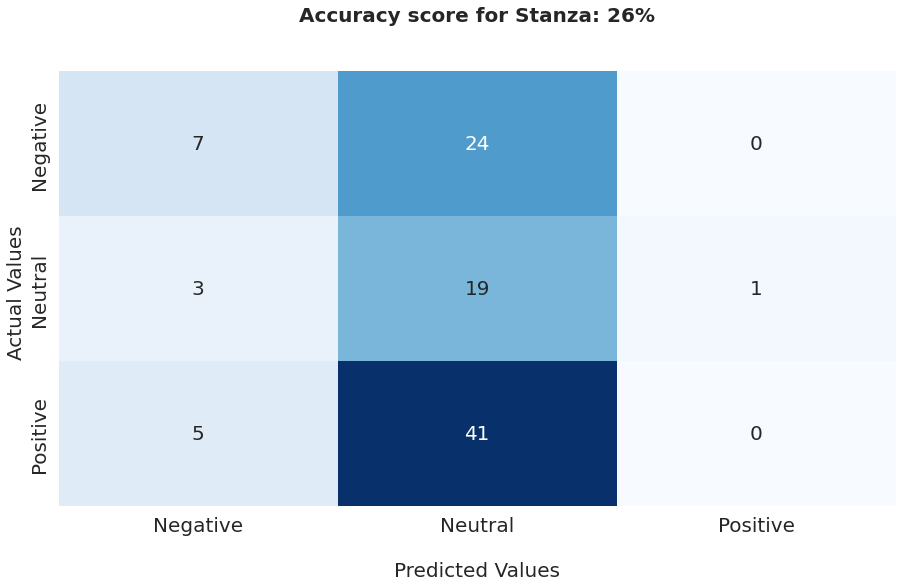 Accuracy score for Stanza: 26%
Actual Values
Negative
7 24 0
Neutral
3 19 1
Positive
5 41 0
Negative Neutral Positive
Predicted Values